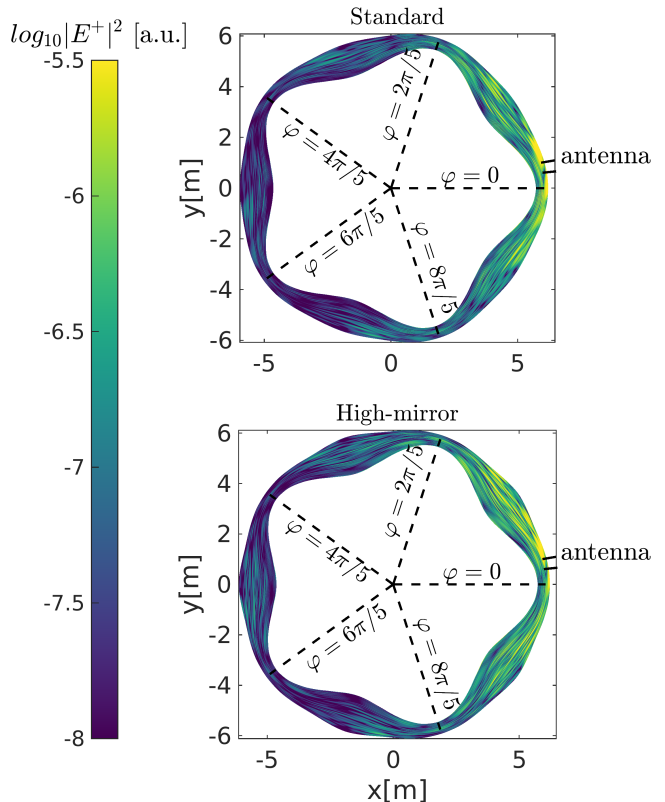 Standard
log₁₀|E⁺|² [a.u.]
-5.5
-6
-6.5
-7
-7.5
-8
6
4
2
0
-2
-4
-6
y[m]
φ = 2π/5
φ = 4π/5
φ = 0
φ = 6π/5
φ = 8π/5
antenna
-5
0
5
High-mirror
6
4
2
0
-2
-4
-6
y[m]
φ = 2π/5
φ = 4π/5
φ = 0
φ = 6π/5
φ = 8π/5
antenna
-5
0
5
x[m]